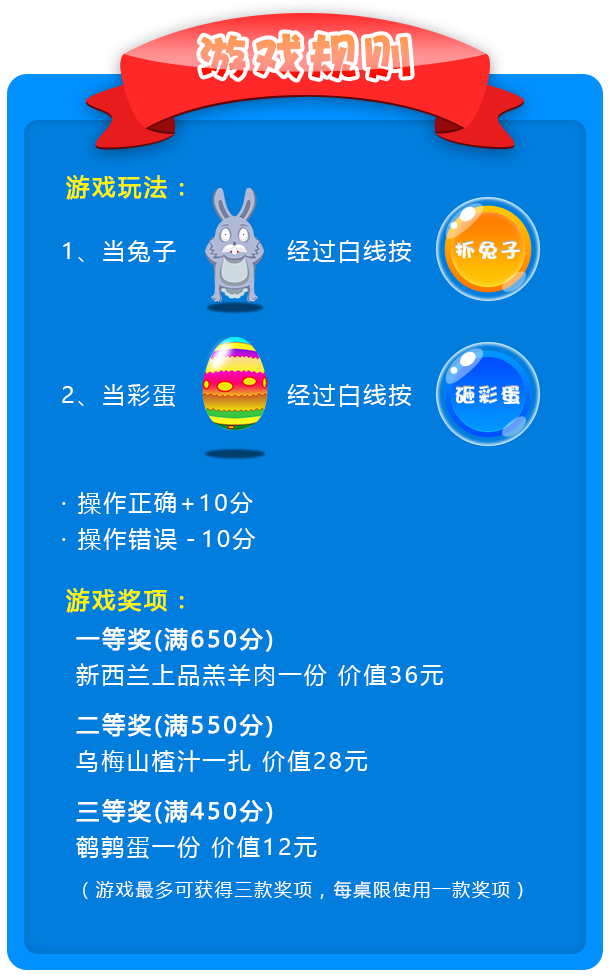 游戏规则
游戏玩法：
1、当兔子 经过白线按 抓兔子
2、当彩蛋 经过白线按 砸彩蛋
· 操作正确+10分
· 操作错误 - 10分
游戏奖项：
一等奖(满650分)
新西兰上品羔羊肉一份 价值36元
二等奖(满550分)
乌梅山楂汁一扎 价值28元
三等奖(满450分)
鹌鹑蛋一份 价值12元
（游戏最多可获得三款奖项，每桌限使用一款奖项）